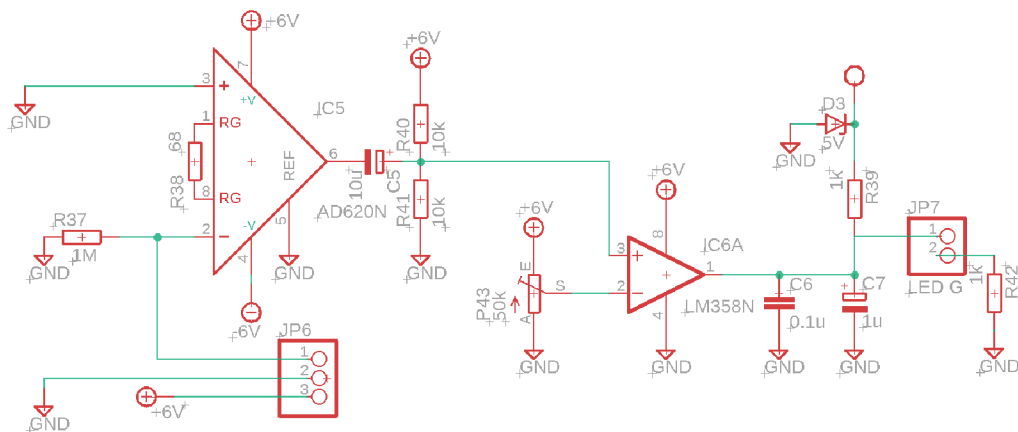 +6V
7
3
+
+V
IC5
GND
1
RG
68
R38
REF
6
8
RG
-V
2
-
5
4
AD620N
GND
R37
1M
GND
-6V
10u
C5
+6V
R40
10k
R41
10k
GND
JP6
1
2
3
GND
+6V
+6V
P43
50k
E
S
A
GND
+6V
8
3
+
2
-
1
4
IC6A
LM358N
GND
C6
0.1u
GND
C7
1u
GND
D3
5V
GND
1k
R39
JP7
1
2
LED G
1k
R42
GND